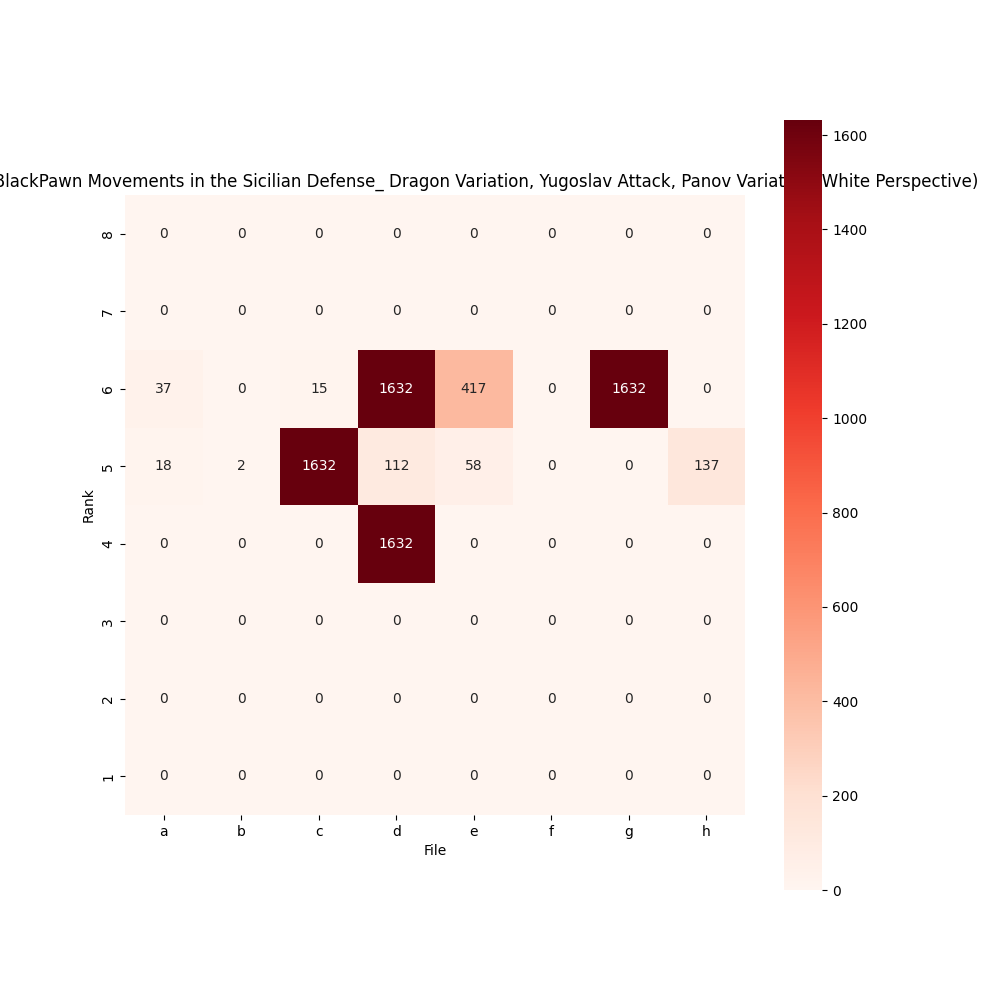 BlackPawn Movements in the Sicilian Defense_ Dragon Variation, Yugoslav Attack, Panov Variat White Perspective)
8 0 0 0 0 0 0 0 0
7 0 0 0 0 0 0 0 0
6 37 0 15 1632 417 0 1632 0
5 18 2 1632 112 58 0 0 137
4 0 0 0 1632 0 0 0 0
3 0 0 0 0 0 0 0 0
2 0 0 0 0 0 0 0 0
1 0 0 0 0 0 0 0 0
a b c d e f g h
File
Rank
1600
1400
1200
1000
800
600
400
200
0